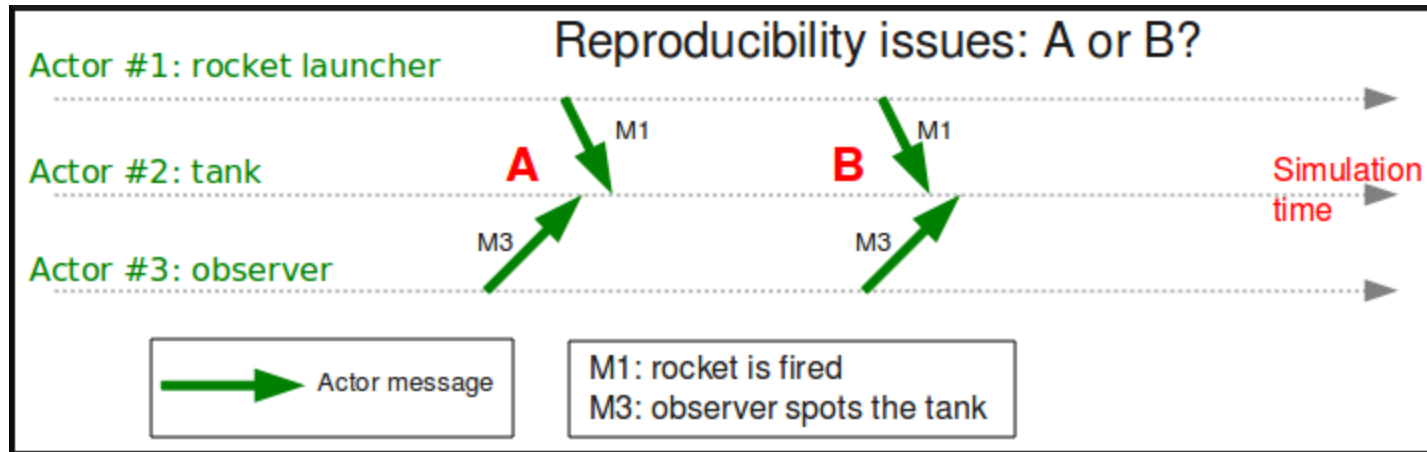 Reproducibility issues: A or B?
Actor #1: rocket launcher
M1
M1
A
B
Actor #2: tank
Simulation
time
M3
M3
Actor #3: observer
Actor message
M1: rocket is fired
M3: observer spots the tank